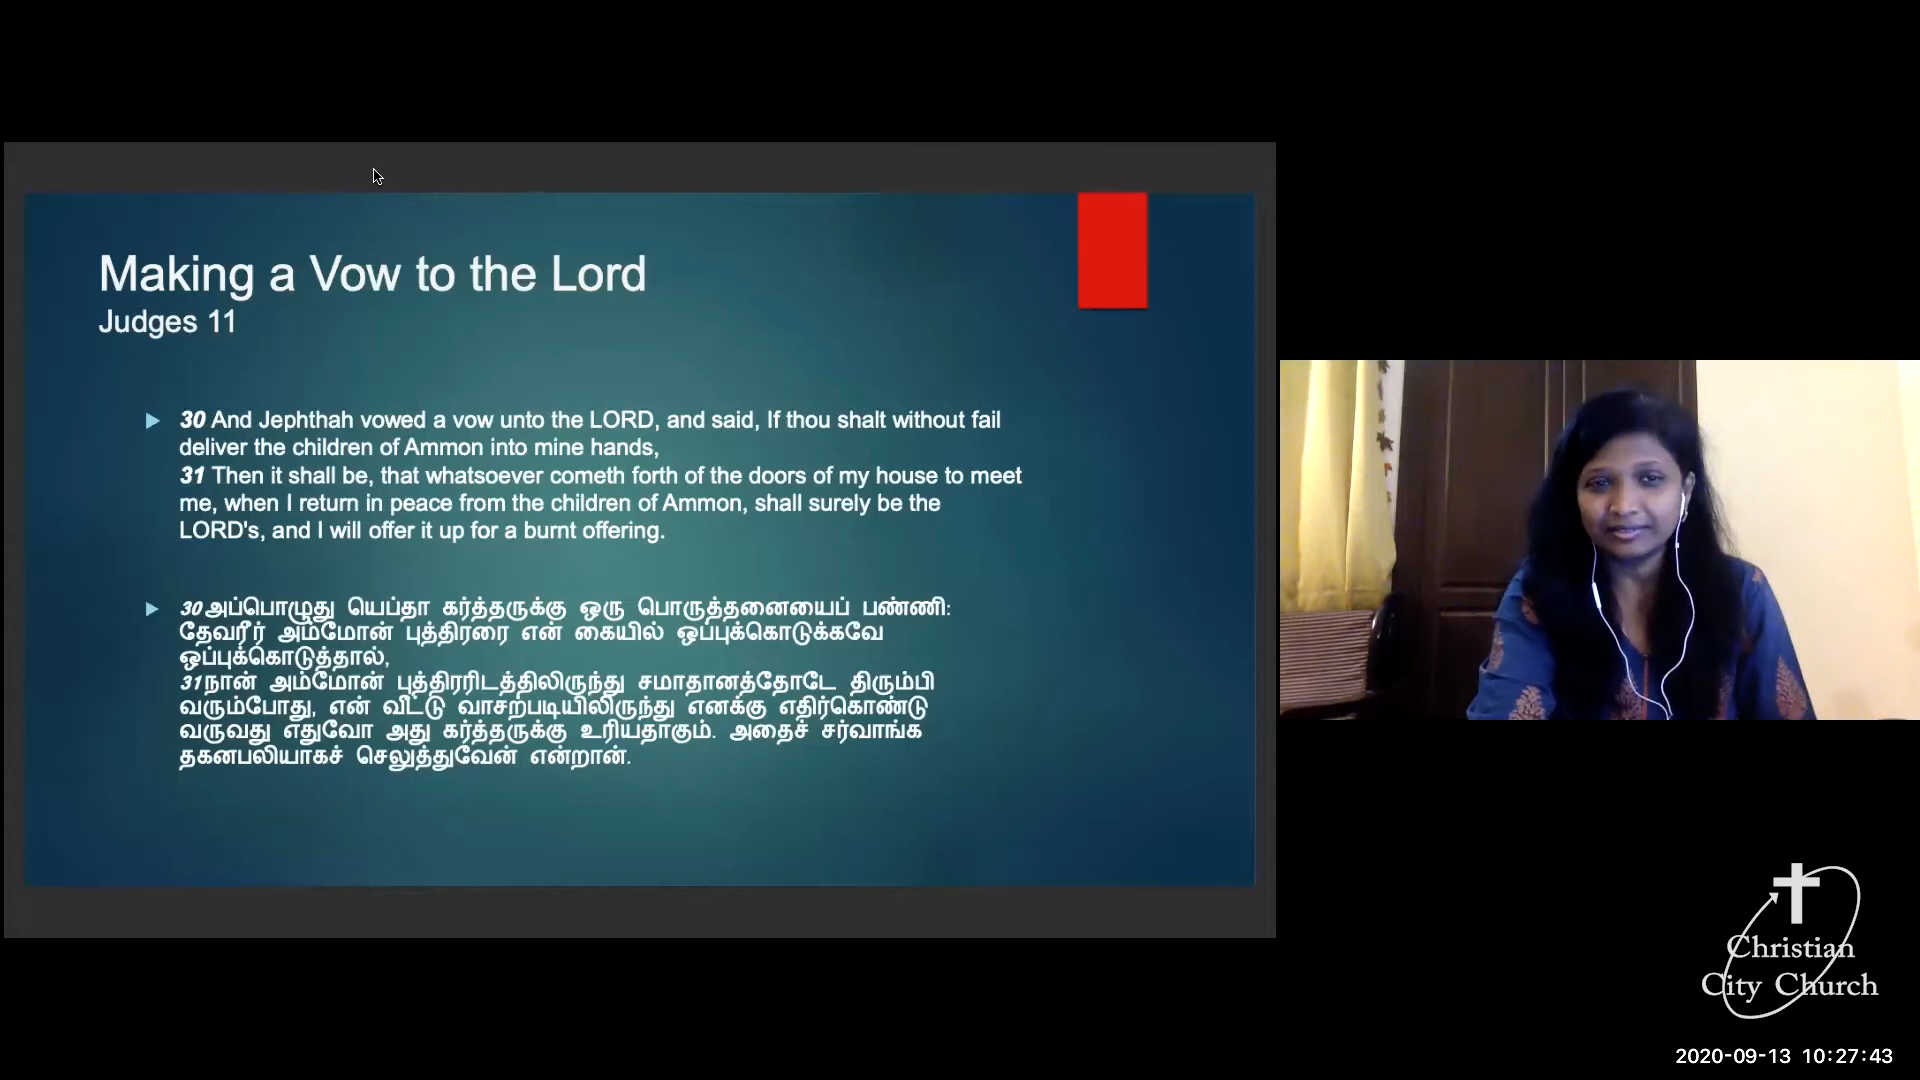 Making a Vow to the Lord
Judges 11
30 And Jephthah vowed a vow unto the LORD, and said, If thou shalt without fail
deliver the children of Ammon into mine hands,
31 Then it shall be, that whatsoever cometh forth of the doors of my house to meet
me, when I return in peace from the children of Ammon, shall surely be the
LORD's, and I will offer it up for a burnt offering.
30அப்பொழுது யெப்தா கர்த்தருக்கு ஒரு பொருத்தனையைப் பண்ணி:
தேவரீர் அம்மோன் புத்திரரை என் கையில் ஒப்புக்கொடுக்கவே
ஒப்புக்கொடுத்தால்,
31நான் அம்மோன் புத்திரரிடத்திலிருந்து சமாதானத்தோடே திரும்பி
வரும்போது, என் வீட்டு வாசற்படியிலிருந்து எனக்கு எதிர்கொண்டு
வருவது எதுவோ அது கர்த்தருக்கு உரியதாகும். அதைச் சர்வாங்க
தகனபலியாகச் செலுத்துவேன் என்றான்.
Christian
City Church
2020-09-13 10:27:43